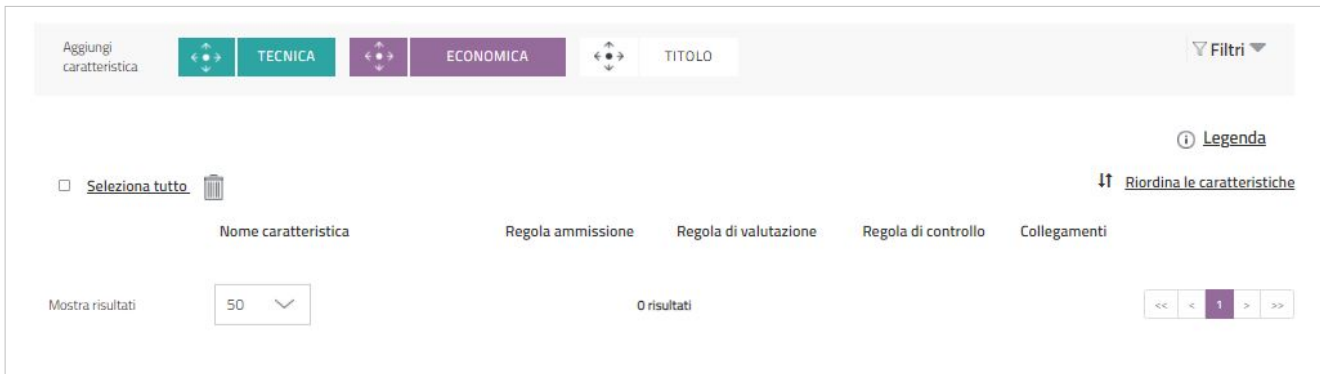 Aggiungi
caratteristica
TECNICA ECONOMICA TITOLO Filtri
Legenda
Seleziona tutto Riordina le caratteristiche
Nome caratteristica Regola ammissione Regola di valutazione Regola di controllo Collegamenti
Mostra risultati 50 0 risultati << < 1 > >>